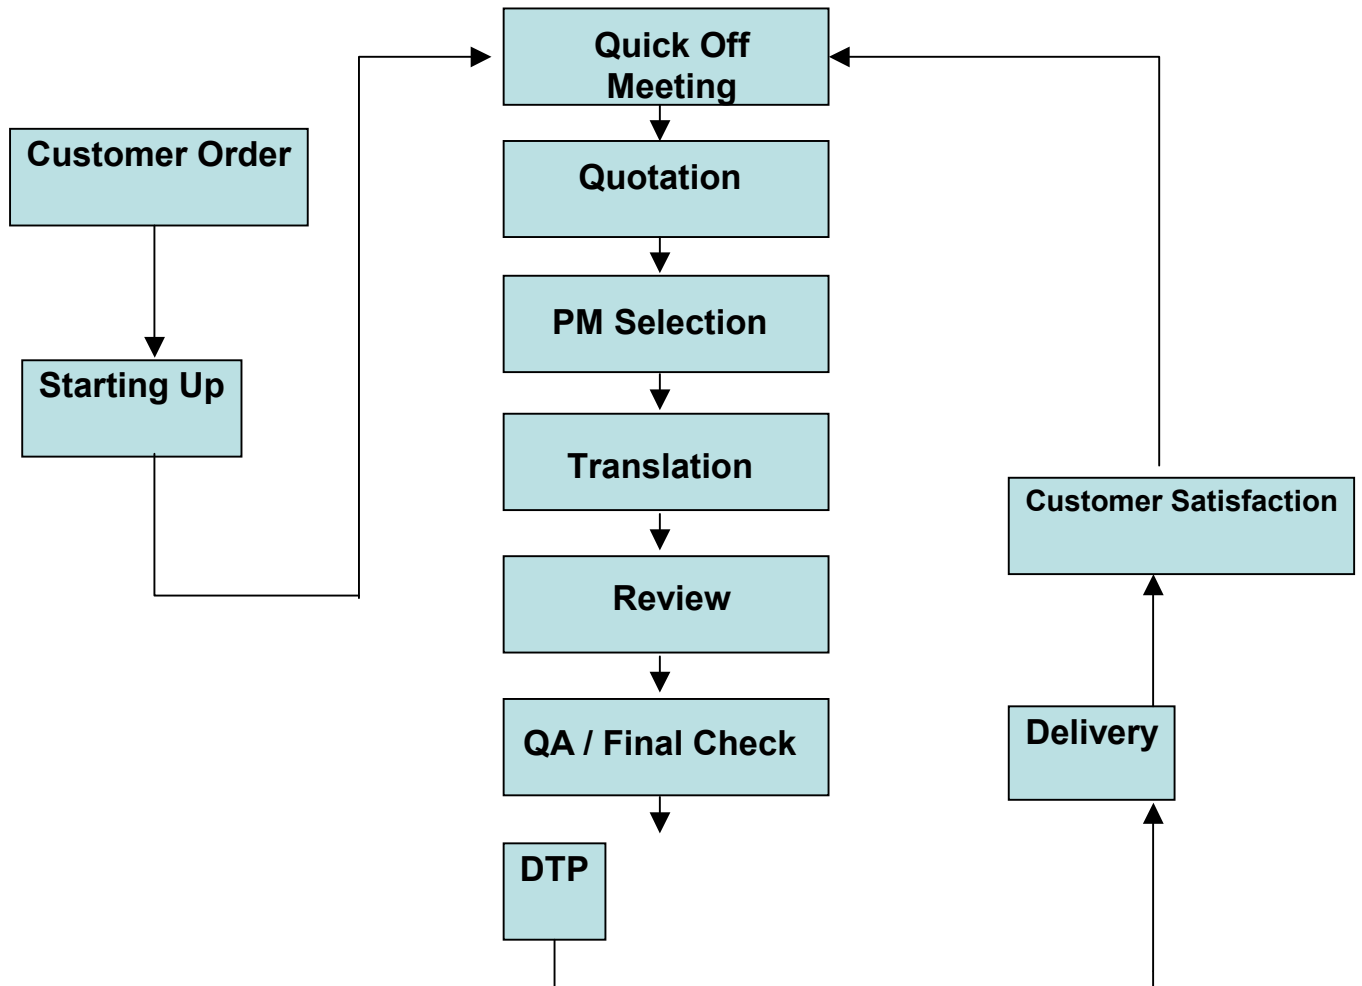 Quick Off
Meeting
Customer Order
Quotation
PM Selection
Starting Up
Translation
Customer Satisfaction
Review
QA / Final Check
Delivery
DTP